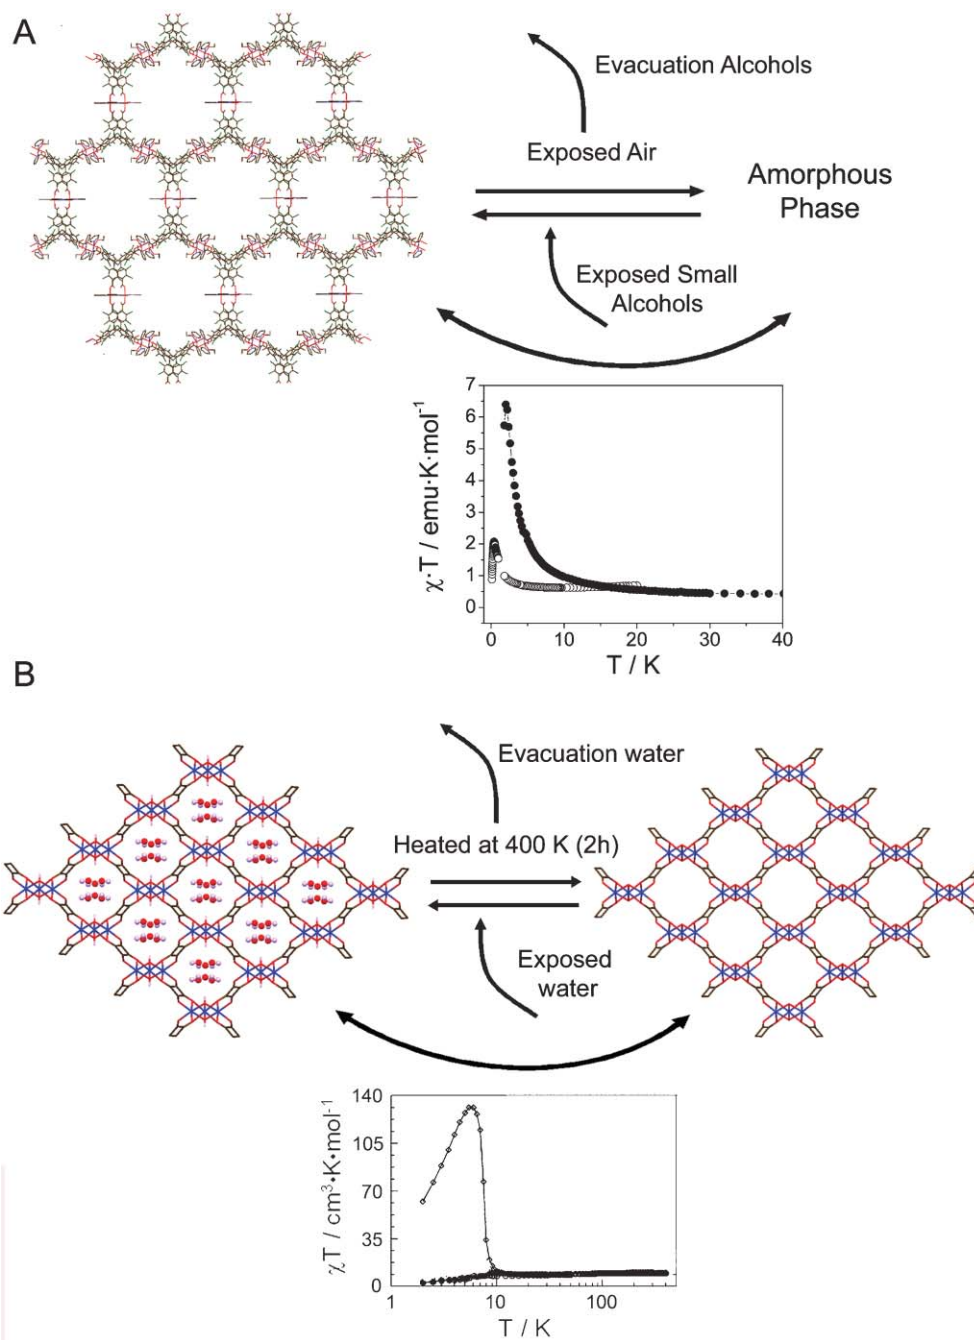 A
Evacuation Alcohols
Exposed Air
Amorphous
Phase
Exposed Small
Alcohols
7
6
5
4
3
2
1
0
χ·T / emu·K·mol⁻¹
0 10 20 30 40
T / K
B
Evacuation water
Heated at 400 K (2h)
Exposed
water
140
105
70
35
0
χT / cm³•K•mol⁻¹
1 10 100
T / K